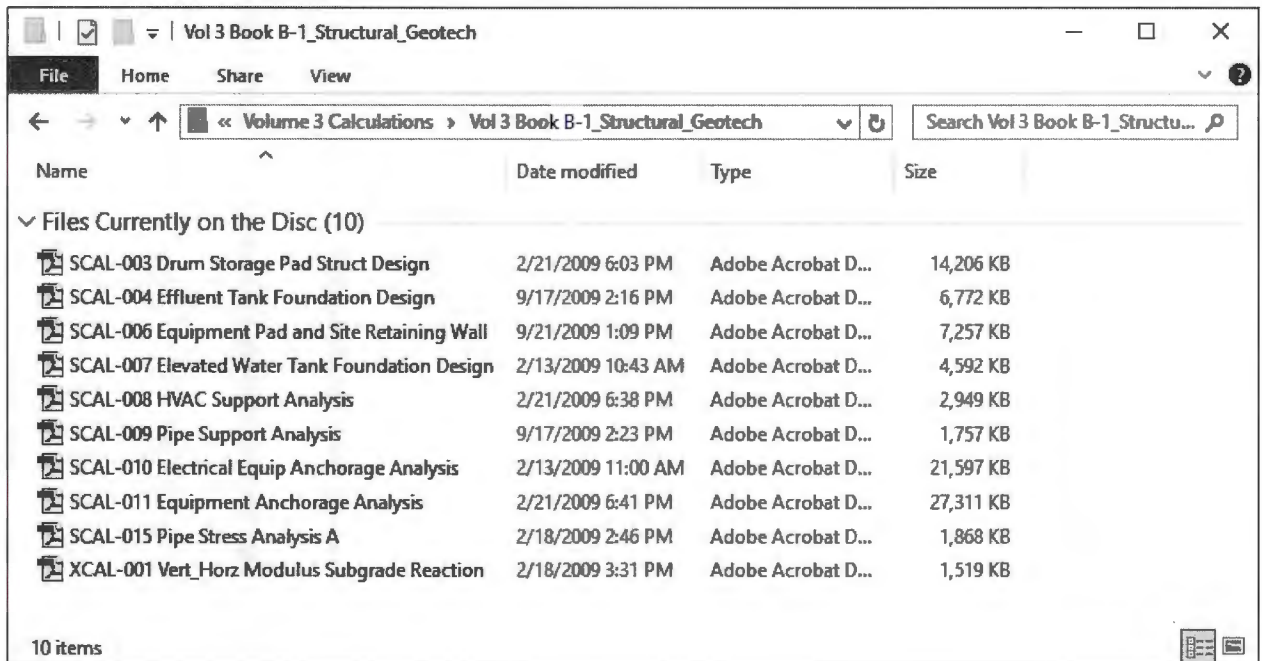 Vol 3 Book B-1_Structural_Geotech
File Home Share View
« Volume 3 Calculations › Vol 3 Book B-1_Structural_Geotech Search Vol 3 Book B-1_Structu...
Name Date modified Type Size
Files Currently on the Disc (10)
SCAL-003 Drum Storage Pad Struct Design 2/21/2009 6:03 PM Adobe Acrobat D... 14,206 KB
SCAL-004 Effluent Tank Foundation Design 9/17/2009 2:16 PM Adobe Acrobat D... 6,772 KB
SCAL-006 Equipment Pad and Site Retaining Wall 9/21/2009 1:09 PM Adobe Acrobat D... 7,257 KB
SCAL-007 Elevated Water Tank Foundation Design 2/13/2009 10:43 AM Adobe Acrobat D... 4,592 KB
SCAL-008 HVAC Support Analysis 2/21/2009 6:38 PM Adobe Acrobat D... 2,949 KB
SCAL-009 Pipe Support Analysis 9/17/2009 2:23 PM Adobe Acrobat D... 1,757 KB
SCAL-010 Electrical Equip Anchorage Analysis 2/13/2009 11:00 AM Adobe Acrobat D... 21,597 KB
SCAL-011 Equipment Anchorage Analysis 2/21/2009 6:41 PM Adobe Acrobat D... 27,311 KB
SCAL-015 Pipe Stress Analysis A 2/18/2009 2:46 PM Adobe Acrobat D... 1,868 KB
XCAL-001 Vert_Horz Modulus Subgrade Reaction 2/18/2009 3:31 PM Adobe Acrobat D... 1,519 KB
10 items